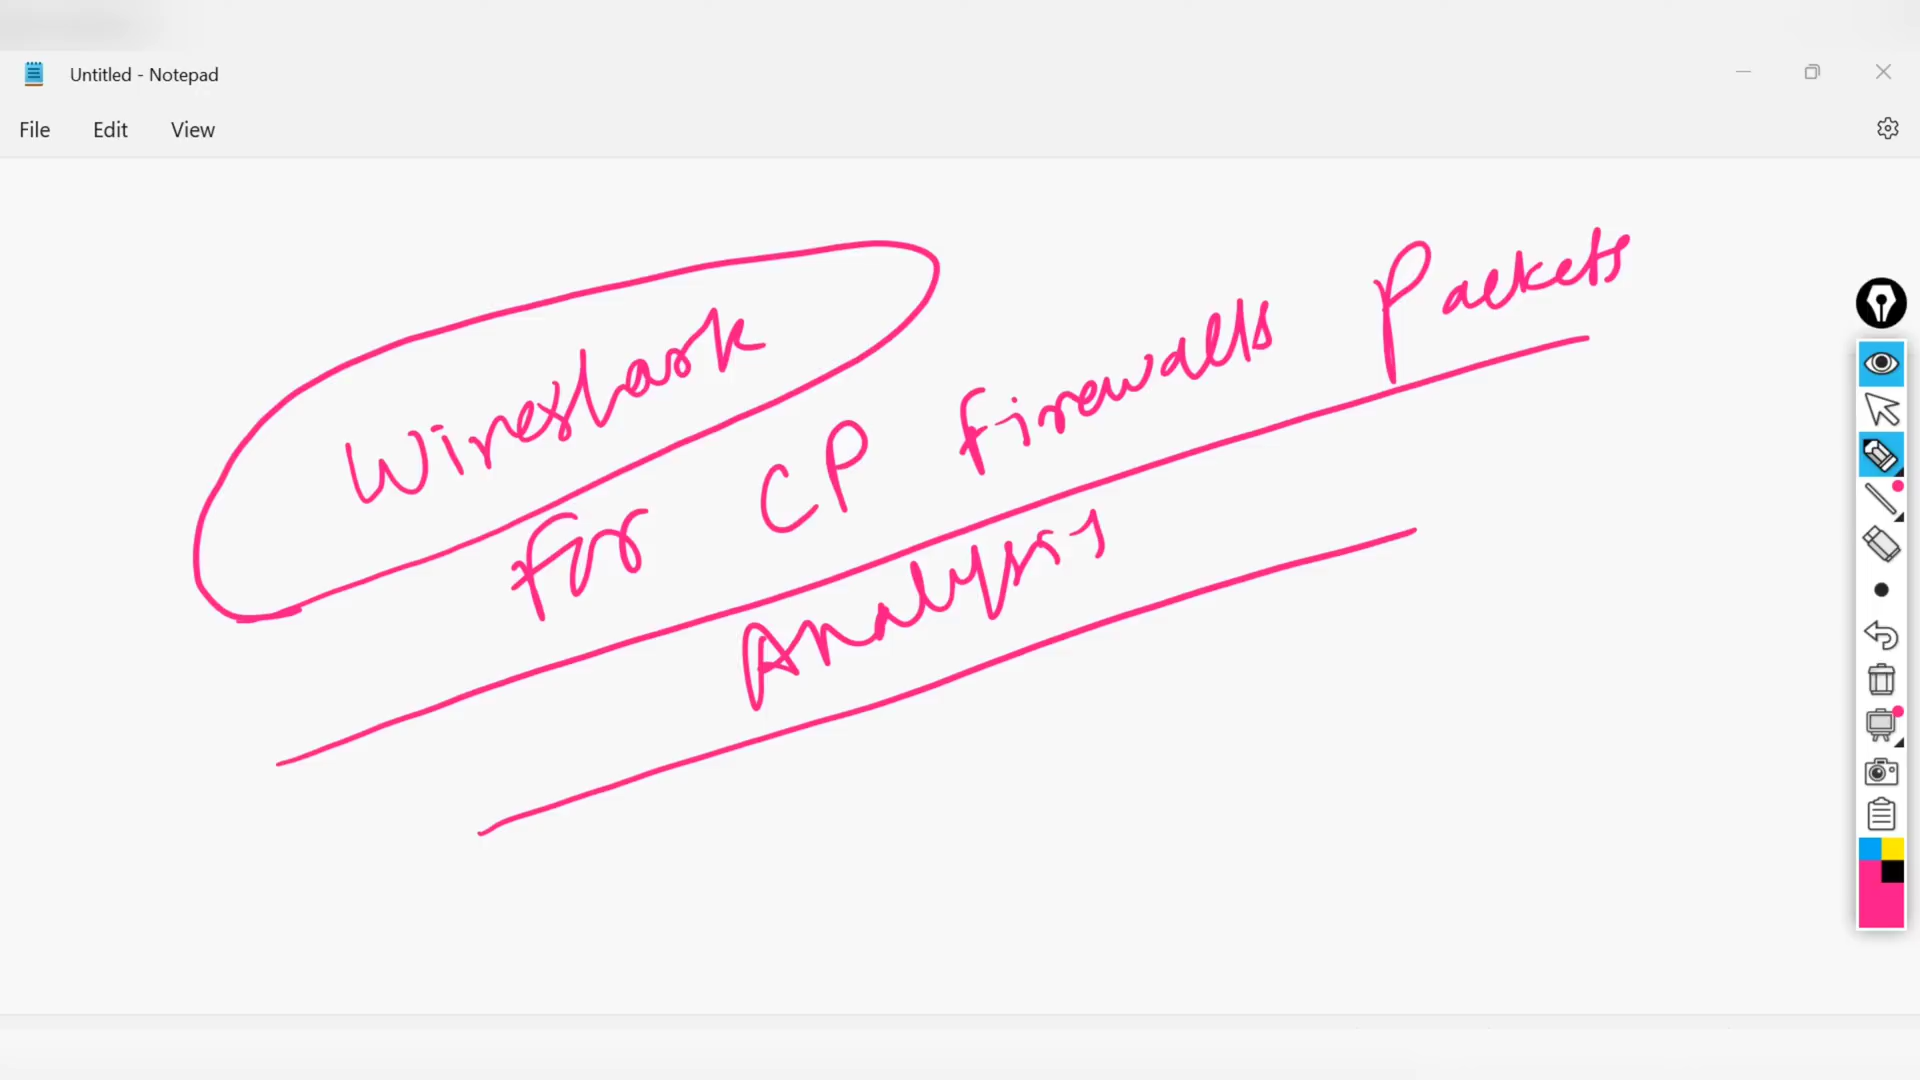 Untitled - Notepad
File Edit View
Wireshark
For CP firewalls Packets
Analysis